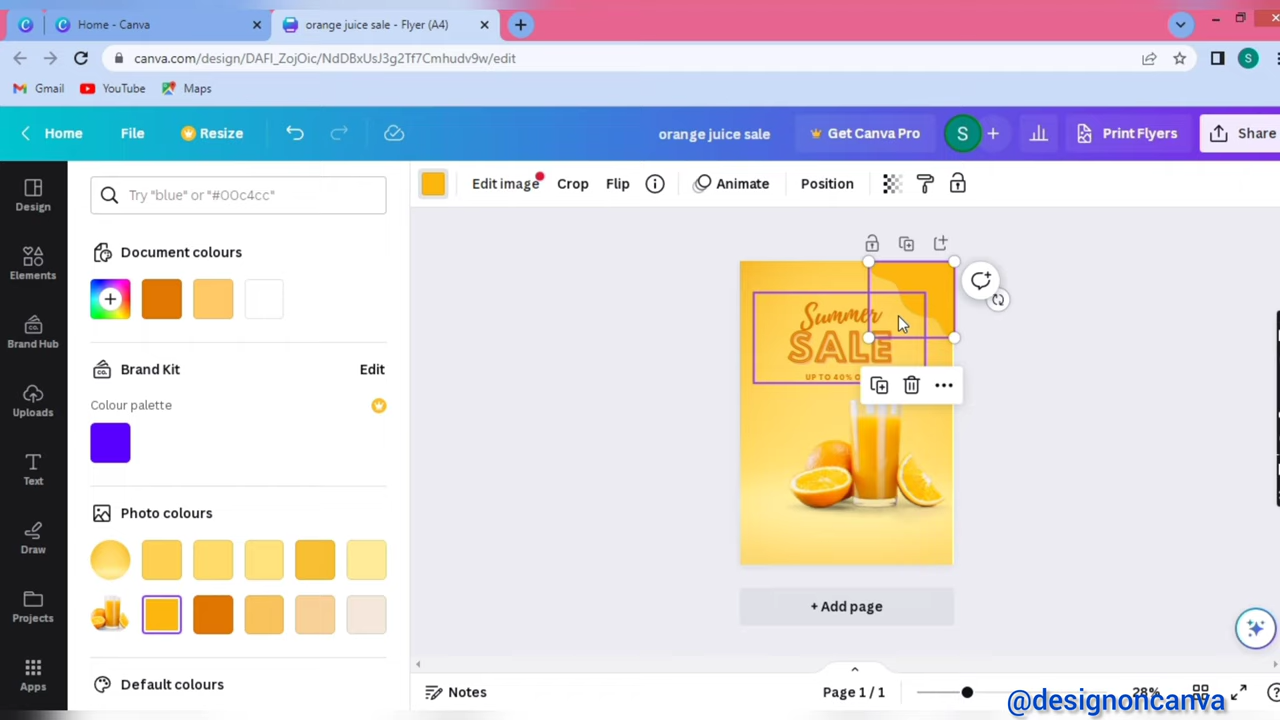 Home - Canva
orange juice sale - Flyer (A4)
canva.com/design/DAFI_ZojOic/NdDBxUsJ3g2Tf7Cmhudv9w/edit
S
Gmail
YouTube
Maps
Home
File
Resize
orange juice sale
Get Canva Pro
S
Print Flyers
Share
Design
Elements
Brand Hub
Uploads
Text
Draw
Projects
Apps
Try "blue" or "#00c4cc"
Document colours
Brand Kit
Edit
Colour palette
Photo colours
Default colours
Edit image
Crop
Flip
Animate
Position
Summer
SALE
UP TO 40% O
+ Add page
Notes
Page 1 / 1
28%
@designoncanva